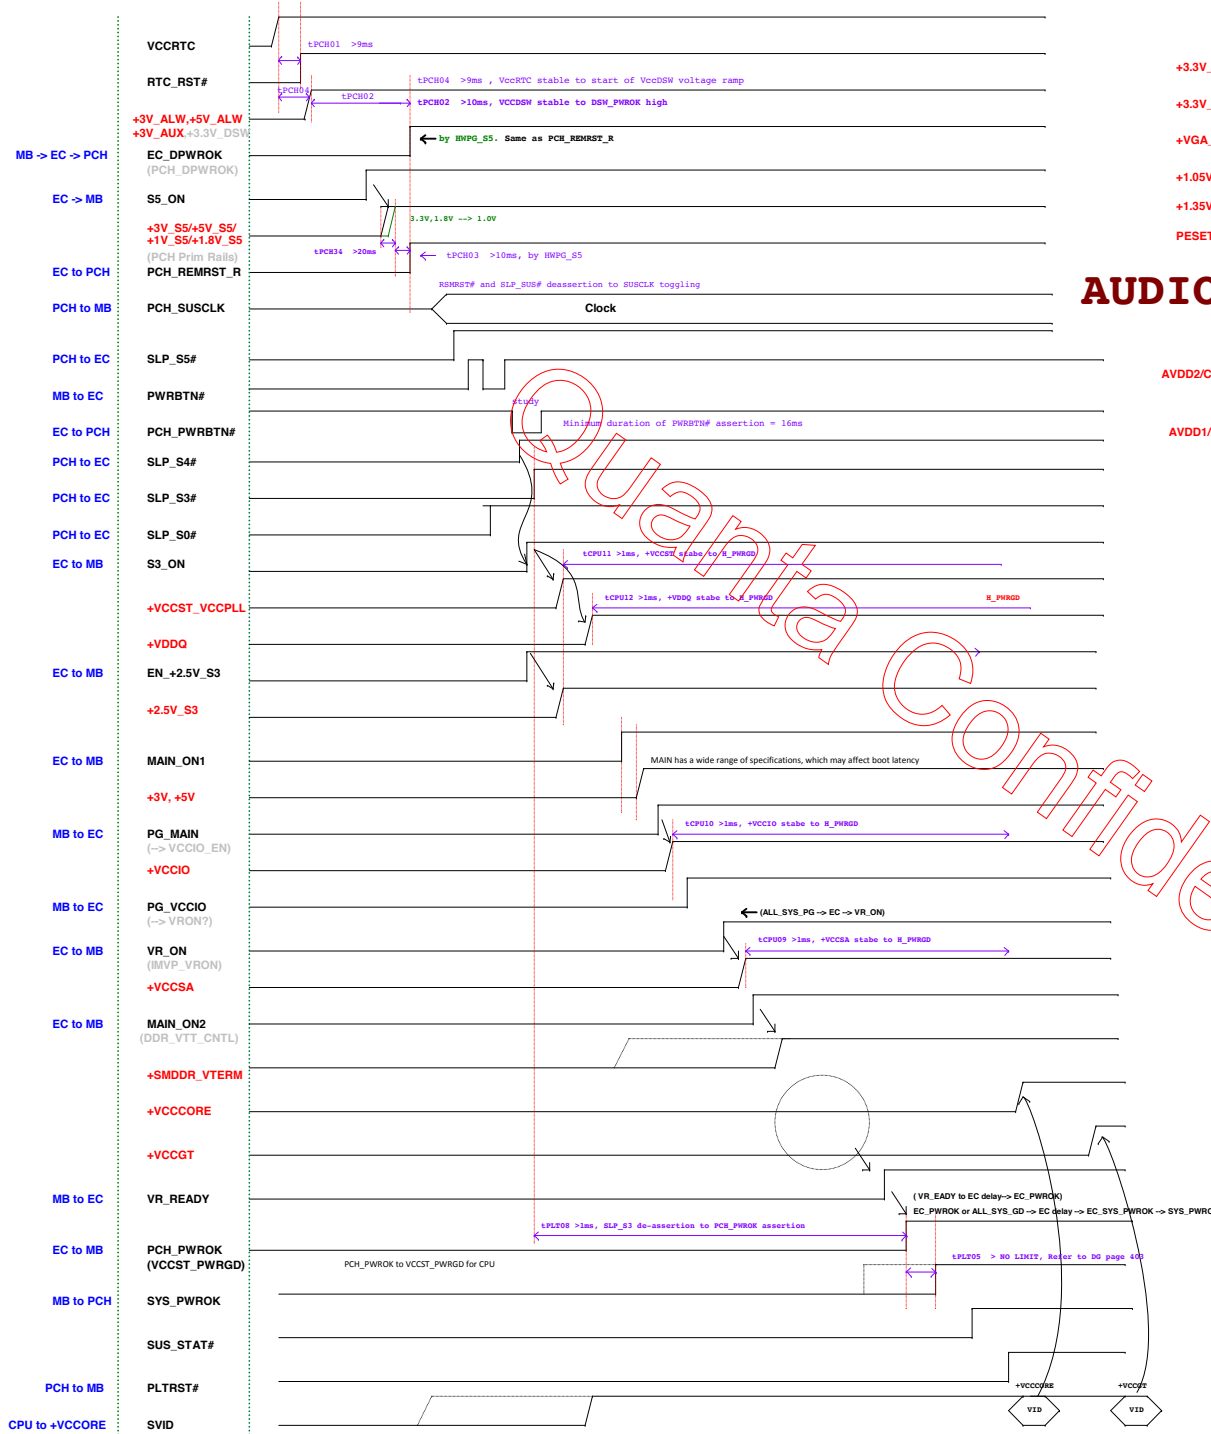 VCCRTC
tPCH01 >9ms
RTC_RST#
+3.3V_
tPCH04
tPCH04 >9ms , VccRTC stable to start of VccDSW voltage ramp
tPCH02
tPCH02 >10ms, VCCDSW stable to DSW_PWROK high
+3.3V_
+3V_ALW,+5V_ALW
+3V_AUX,+3.3V_DSW
by HWPG_S5. Same as PCH_REMRST_R
+VGA_
MB -> EC -> PCH
EC_DPWROK
(PCH_DPWROK)
+1.05V
EC -> MB
S5_ON
+1.35V
3.3V,1.8V --> 1.0V
+3V_S5/+5V_S5/
+1V_S5/+1.8V_S5
PESET
(PCH Prim Rails)
tPCH34 >20ms
tPCH03 >10ms, by HWPG_S5
EC to PCH
PCH_REMRST_R
RSMRST# and SLP_SUS# deassertion to SUSCLK toggling
AUDIO
PCH to MB
PCH_SUSCLK
Clock
PCH to EC
SLP_S5#
AVDD2/C
MB to EC
PWRBTN#
study
Minimum duration of PWRBTN# assertion = 16ms
EC to PCH
PCH_PWRBTN#
AVDD1/
PCH to EC
SLP_S4#
PCH to EC
SLP_S3#
PCH to EC
SLP_S0#
tCPU11 >1ms, +VCCST stabe to H_PWRGD
EC to MB
S3_ON
tCPU12 >1ms, +VDDQ stabe to H_PWRGD
H_PWRGD
+VCCST_VCCPLL
+VDDQ
EC to MB
EN_+2.5V_S3
+2.5V_S3
EC to MB
MAIN_ON1
MAIN has a wide range of specifications, which may affect boot latency
+3V, +5V
tCPU10 >1ms, +VCCIO stabe to H_PWRGD
MB to EC
PG_MAIN
(--> VCCIO_EN)
+VCCIO
MB to EC
PG_VCCIO
(--> VRON?)
(ALL_SYS_PG --> EC --> VR_ON)
tCPU09 >1ms, +VCCSA stabe to H_PWRGD
EC to MB
VR_ON
(IMVP_VRON)
+VCCSA
EC to MB
MAIN_ON2
(DDR_VTT_CNTL)
+SMDDR_VTERM
+VCCCORE
+VCCGT
MB to EC
VR_READY
( VR_EADY to EC delay--> EC_PWROK)
EC_PWROK or ALL_SYS_GD --> EC delay --> EC_SYS_PWROK --> SYS_PWRO
tPLT08 >1ms, SLP_S3 de-assertion to PCH_PWROK assertion
EC to MB
PCH_PWROK
(VCCST_PWRGD)
PCH_PWROK to VCCST_PWRGD for CPU
tPLT05 > NO LIMIT, Refer to DG page 403
MB to PCH
SYS_PWROK
SUS_STAT#
PCH to MB
PLTRST#
+VCCCORE
+VCCGT
CPU to +VCCORE
SVID
VID
VID
Quanta Confide